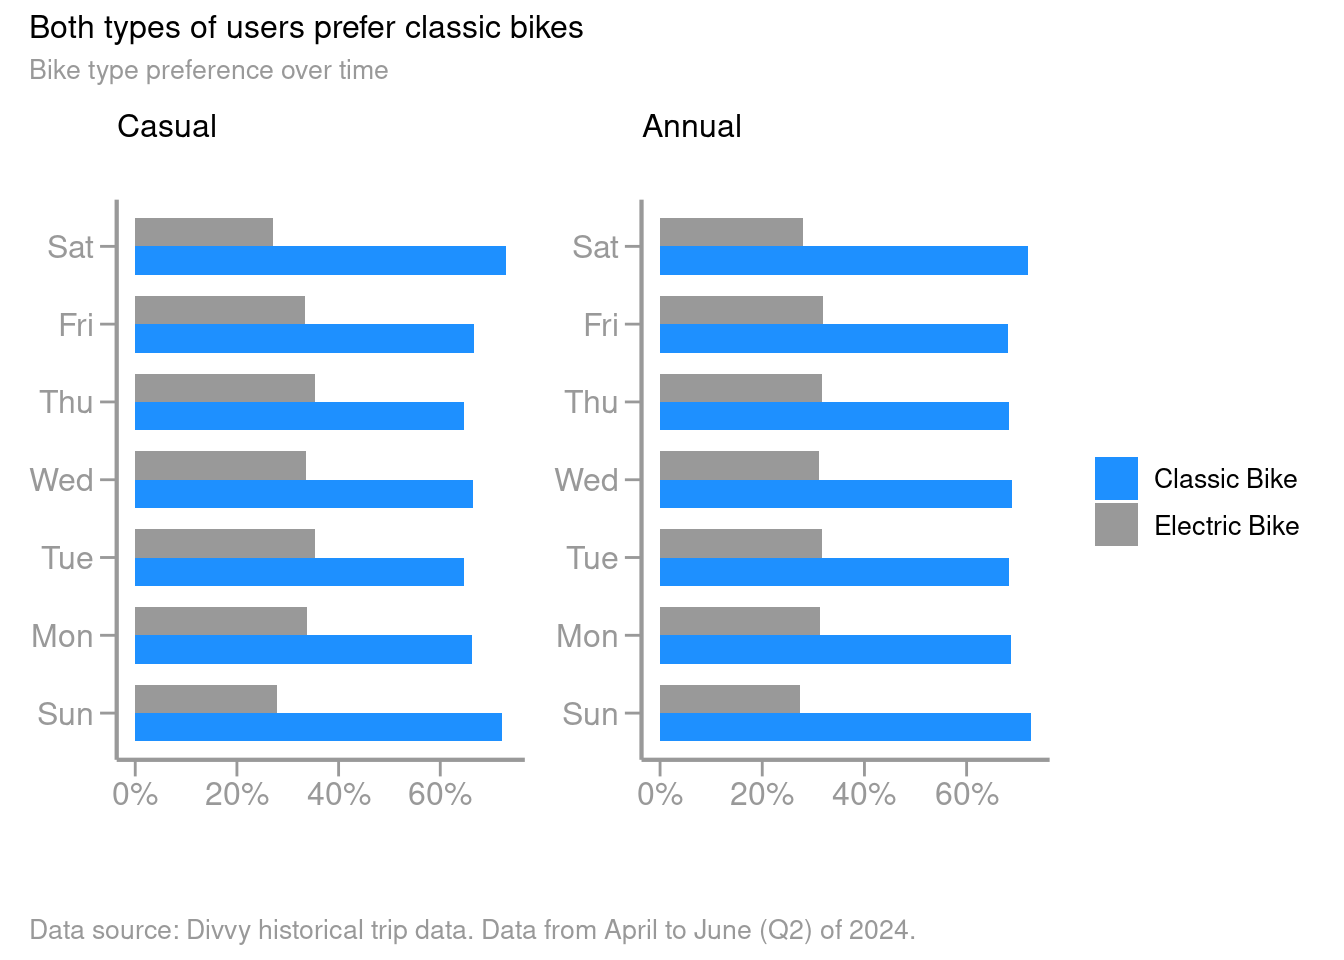 Both types of users prefer classic bikes
Bike type preference over time
Casual
Sat
Fri
Thu
Wed
Tue
Mon
Sun
0% 20% 40% 60%
Annual
Sat
Fri
Thu
Wed
Tue
Mon
Sun
0% 20% 40% 60%
Classic Bike
Electric Bike
Data source: Divvy historical trip data. Data from April to June (Q2) of 2024.